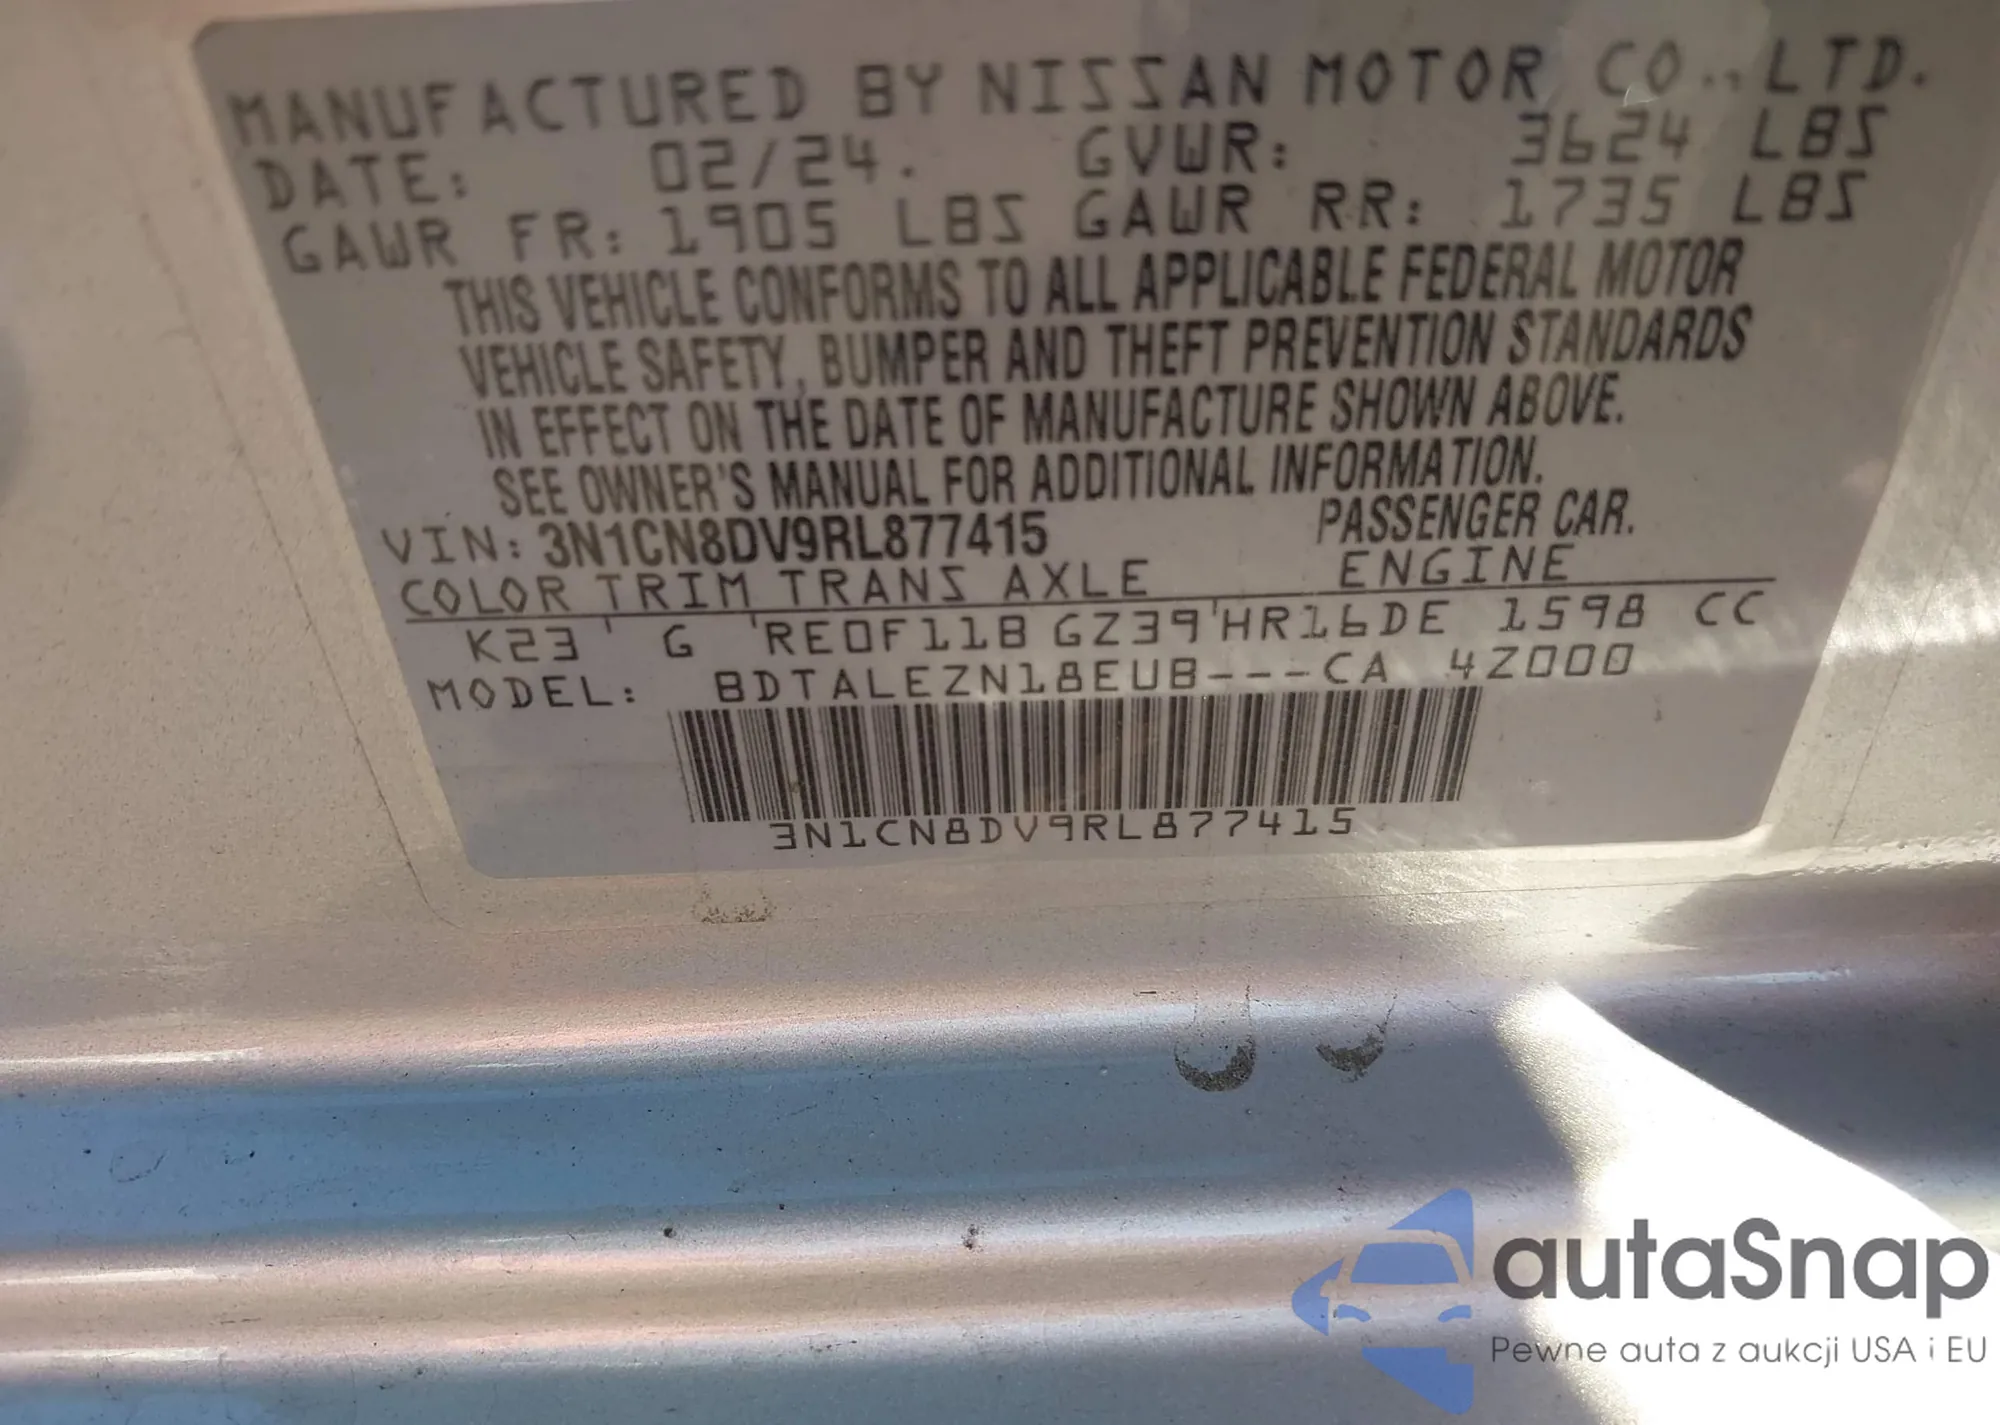 MANUFACTURED BY NISSAN MOTOR CO., LTD.
DATE: 02/24. GVWR: 3624 LBS
GAWR FR: 1905 LBS GAWR RR: 1735 LBS
THIS VEHICLE CONFORMS TO ALL APPLICABLE FEDERAL MOTOR
VEHICLE SAFETY, BUMPER AND THEFT PREVENTION STANDARDS
IN EFFECT ON THE DATE OF MANUFACTURE SHOWN ABOVE.
SEE OWNER'S MANUAL FOR ADDITIONAL INFORMATION.
VIN: 3N1CN8DV9RL877415 PASSENGER CAR.
COLOR TRIM TRANS AXLE ENGINE
K23 ' G 'RE0F11B GZ39'HR16DE 1598 CC
MODEL: BDTALEZN18EUB---CA 4Z000
3N1CN8DV9RL877415
autaSnap
Pewne auta z aukcji USA i EU